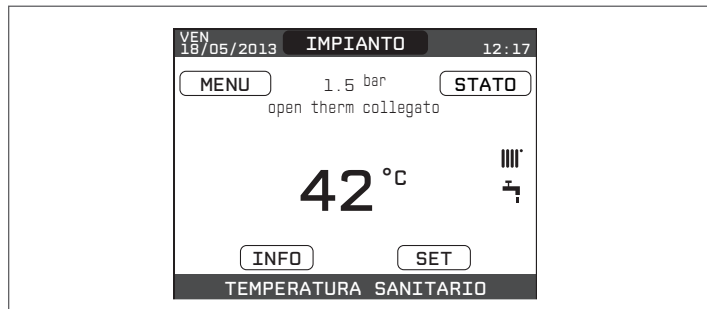 VEN
18/05/2013 IMPIANTO 12:17
MENU 1.5 bar STATO
open therm collegato
42 °C
INFO SET
TEMPERATURA SANITARIO